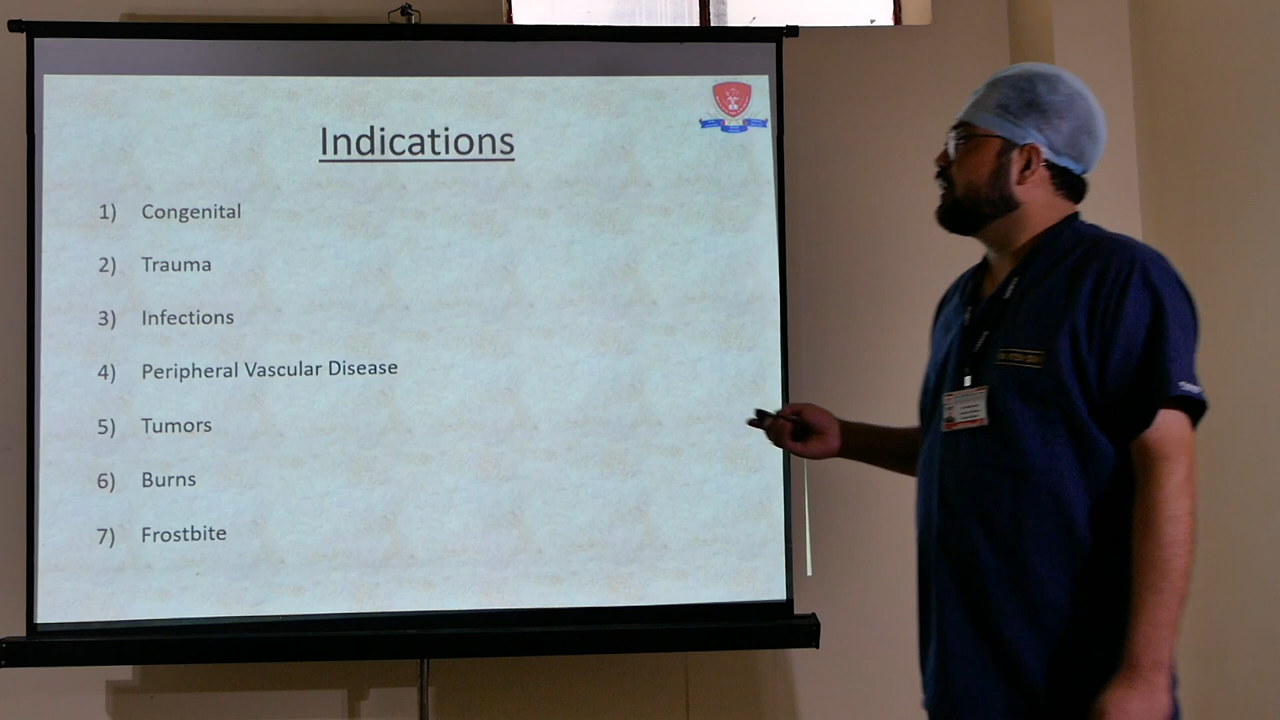 Indications
1) Congenital
2) Trauma
3) Infections
4) Peripheral Vascular Disease
5) Tumors
6) Burns
7) Frostbite